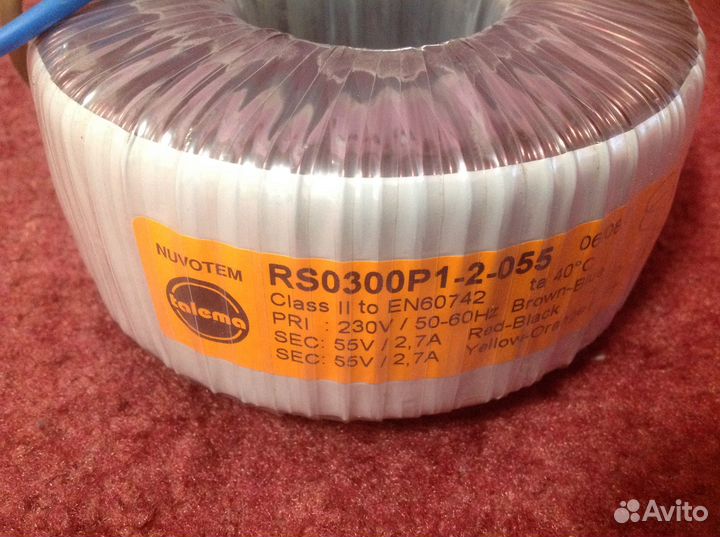 NUVOTEM
talema
RS0300P1-2-055 06:08
Class II to EN60742 ta 40°C
PRI : 230V / 50-60Hz Brown-Blue
SEC: 55V / 2,7A Red-Black
SEC: 55V / 2,7A Yellow-Orange
Avito